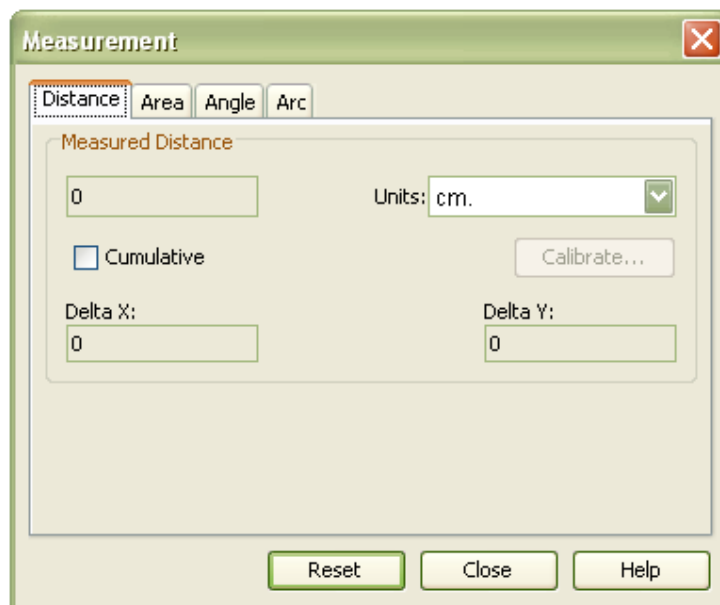 Measurement
Distance Area Angle Arc
Measured Distance
0 Units: cm.
Cumulative Calibrate...
Delta X: Delta Y:
0 0
Reset Close Help